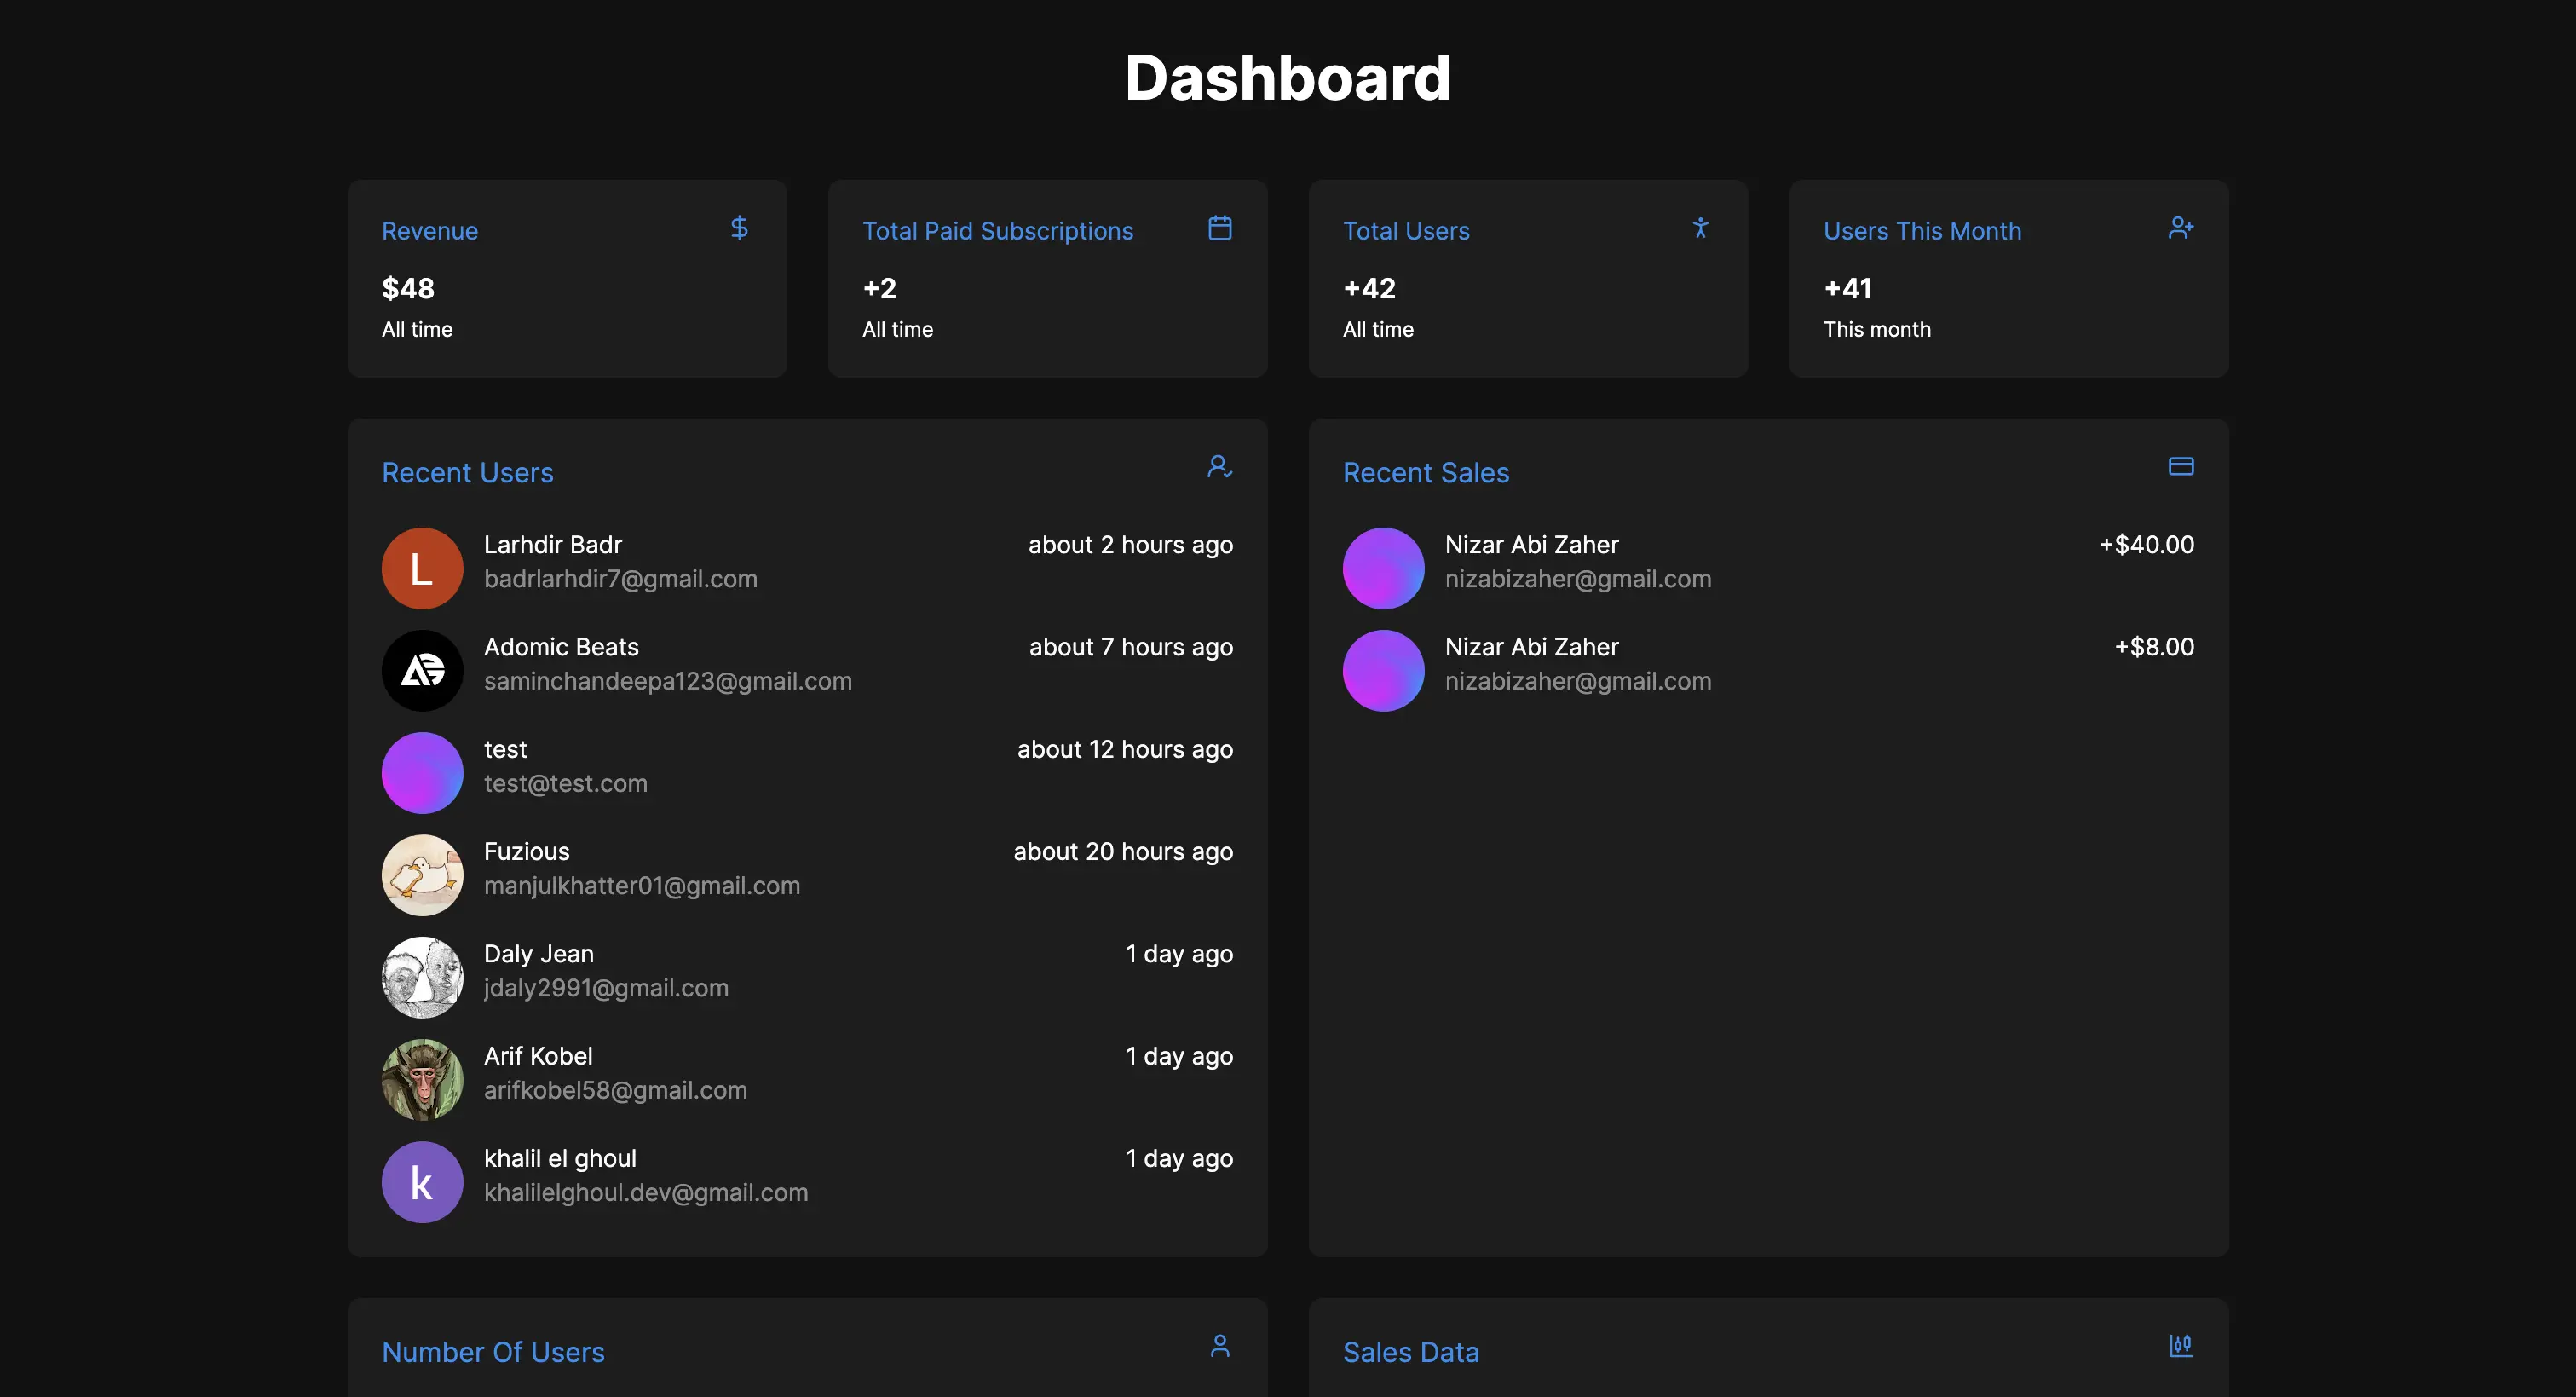 Dashboard
Revenue
$48
All time
Total Paid Subscriptions
+2
All time
Total Users
+42
All time
Users This Month
+41
This month
Recent Users
L
Larhdir Badr
about 2 hours ago
badrlarhdir7@gmail.com
Adomic Beats
about 7 hours ago
saminchandeepa123@gmail.com
test
about 12 hours ago
test@test.com
Fuzious
about 20 hours ago
manjulkhatter01@gmail.com
Daly Jean
1 day ago
jdaly2991@gmail.com
Arif Kobel
1 day ago
arifkobel58@gmail.com
k
khalil el ghoul
1 day ago
khalilelghoul.dev@gmail.com
Recent Sales
Nizar Abi Zaher
+$40.00
nizabizaher@gmail.com
Nizar Abi Zaher
+$8.00
nizabizaher@gmail.com
Number Of Users
Sales Data